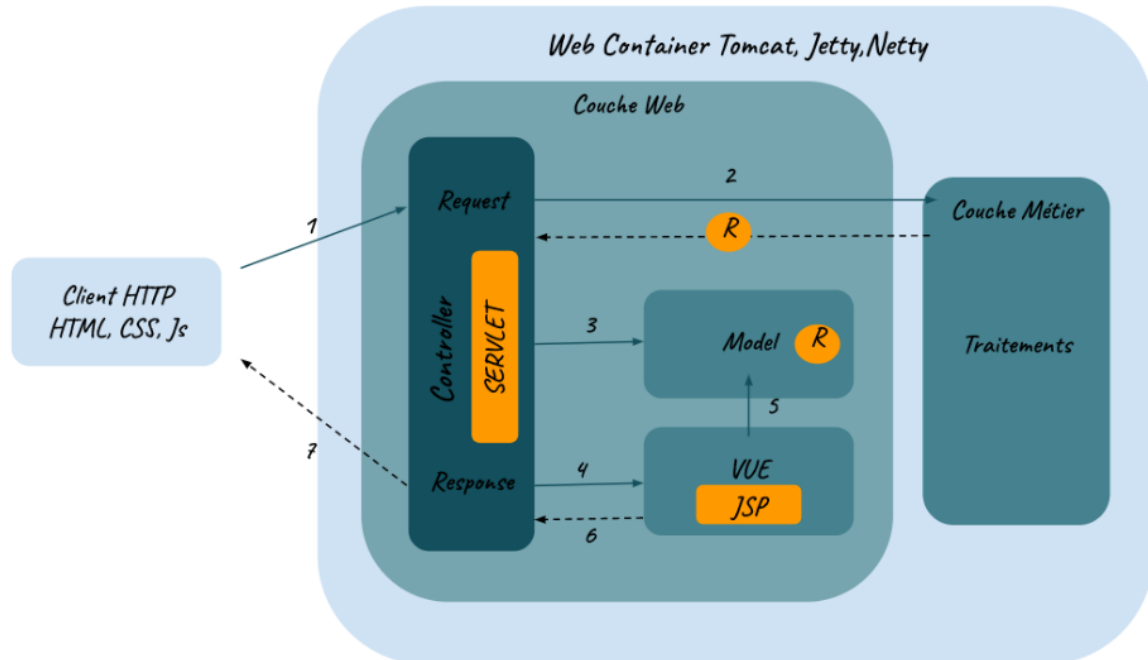 Web Container Tomcat, Jetty,Netty
Couche Web
Request
2
Couche Métier
R
1
Client HTTP
HTML, CSS, Js
Controller
SERVLET
3
Model
R
Traitements
5
7
Response
4
VUE
JSP
6